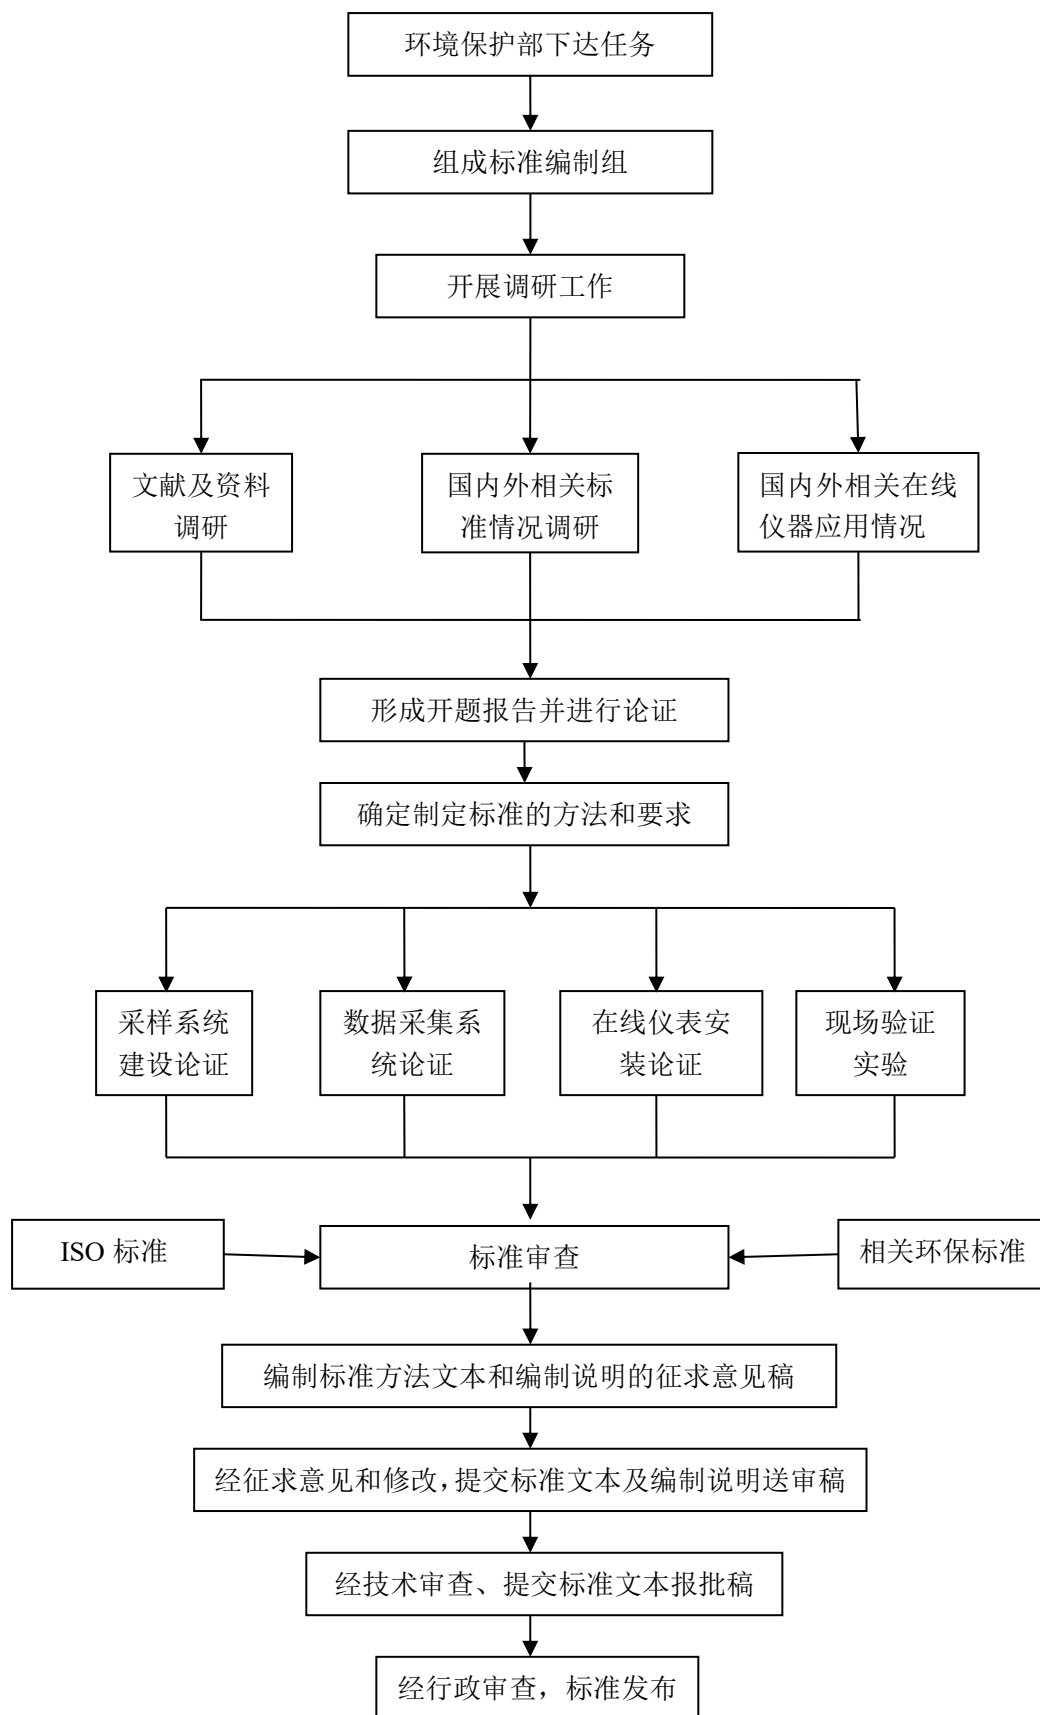 环境保护部下达任务
组成标准编制组
开展调研工作
文献及资料
调研
国内外相关标
准情况调研
国内外相关在线
仪器应用情况
形成开题报告并进行论证
确定制定标准的方法和要求
采样系统
建设论证
数据采集系
统论证
在线仪表安
装论证
现场验证
实验
ISO 标准
标准审查
相关环保标准
编制标准方法文本和编制说明的征求意见稿
经征求意见和修改，提交标准文本及编制说明送审稿
经技术审查、提交标准文本报批稿
经行政审查，标准发布